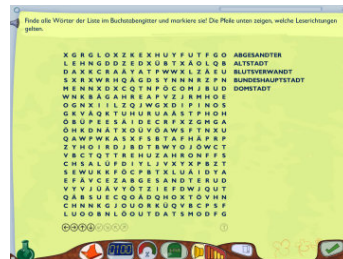 Finde alle Wörter der Liste im Buchstabengitter und markiere sie! Die Pfeile unten zeigen, welche Leserichtungen
gelten.
X G R G L O X Z K E X H U Y F U T F G O ABGESANDTER
L E H N G D D Z E D X Ü B T X Ä O L Q B ALTSTADT
D A X K C R A Ä Y A T P W W X L Z Ä E U BLUTSVERWANDT
S R X R W R H Q Ä G D S Y N N N R Z P N BUNDESHAUPTSTADT
M E N N X D X C Q T N P Ö C O M J B U D DOMSTADT
W N K B Ä G A H R E A P V Z J R M H O E
O G N X I I L Z Q J W G X D I P I N O S
G K V Ä Q K T U H U R U A Ä S T P H O H
Ö B Ü P E E S Ä I D E C R F X Z G M G A
Ö H K D N Ä T X O Ü V Ö A W S F T N X U
Q A W P W K A S X F S B T A F H Ä P R P
Z Y H O I R D J B D T B W Y O J Ö W C T
V B C T Q T T R E H U Z A H R O N F F S
C H S A L Ü F D I Y L J V X Y X P B Z T
S E W U K K F Ö C P B T X L U Ä I D Y A
E F Ä V C E Z A B G E S A N D T E R U D
V Y V J Ü Ä V Y Ö T Z I E F D W J Q U T
Q Ä B S U E C Q O Ä D Q H O X T Ö V H N
C H N N K G J O U O R K Ü Q Y B C P S F
L U O O B N L Ö O U T D A T S M O D F G
0:00